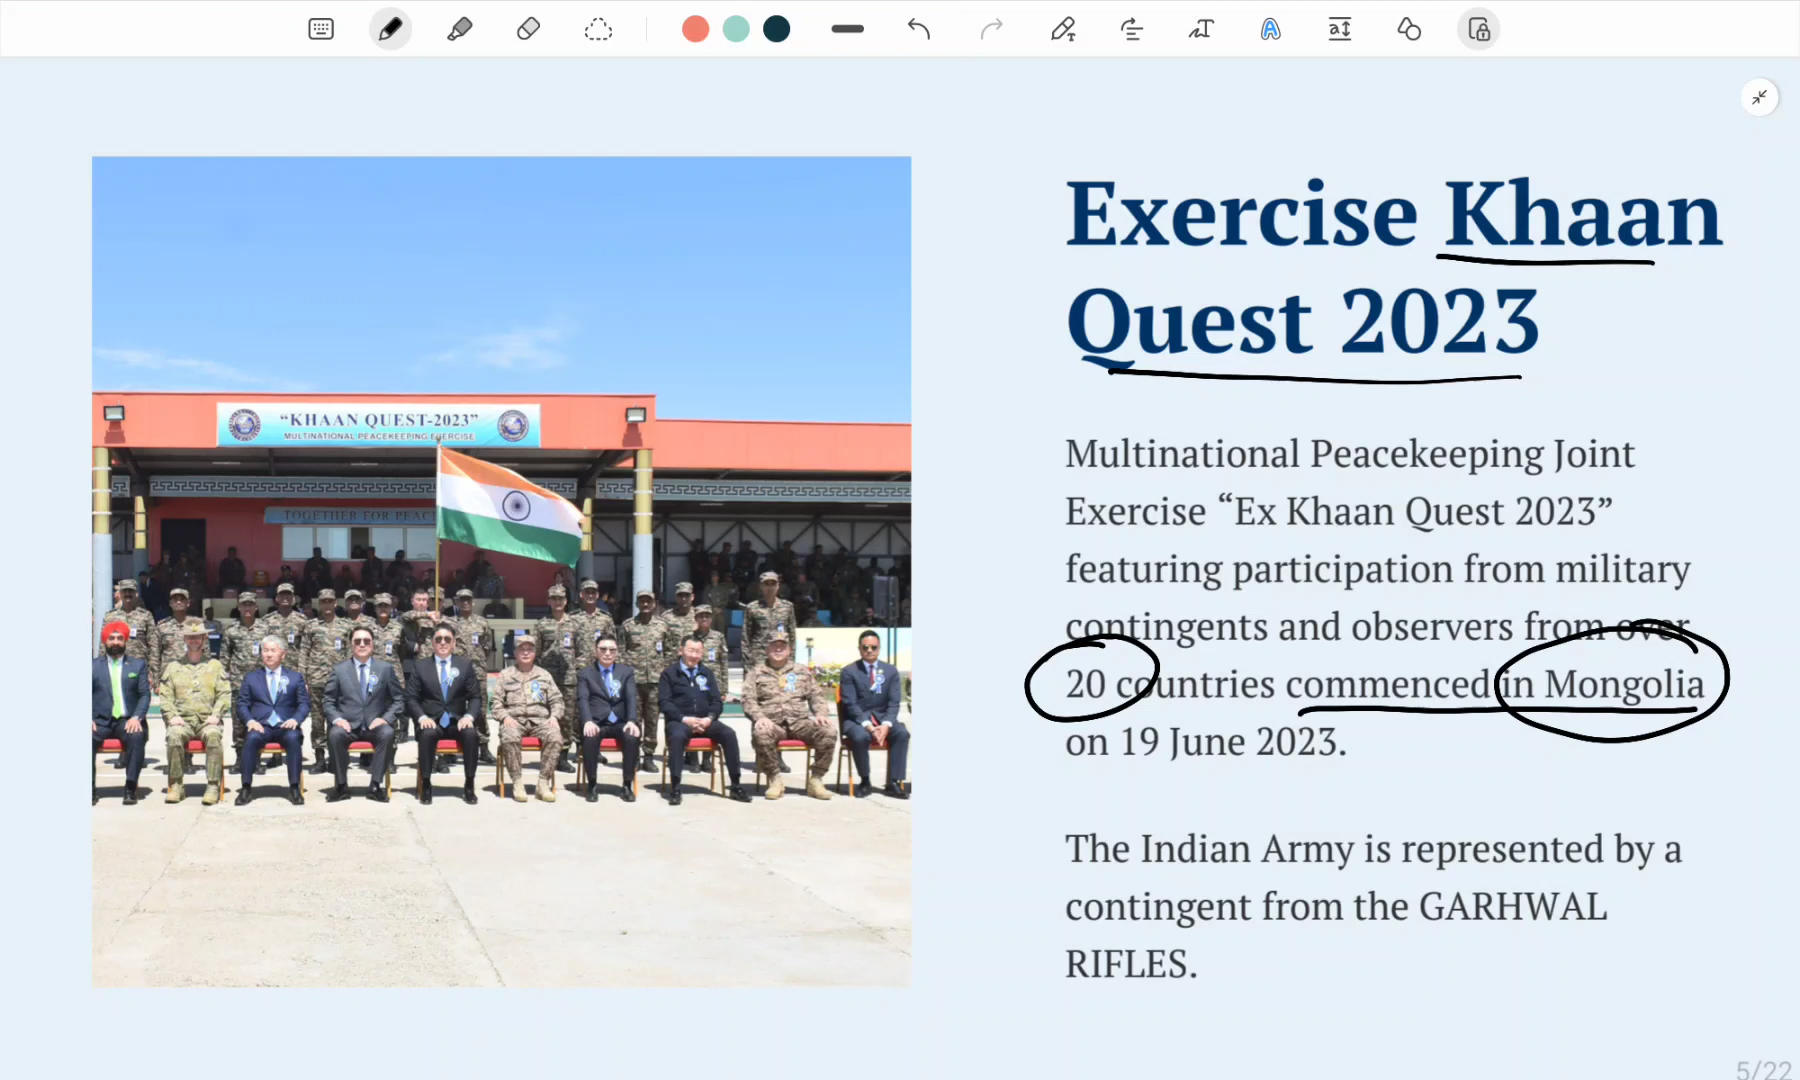 Exercise Khaan
Quest 2023
"KHAAN QUEST-2023"
MULTINATIONAL PEACEKEEPING EXERCISE
TOGETHER FOR PEAC
Multinational Peacekeeping Joint
Exercise “Ex Khaan Quest 2023”
featuring participation from military
contingents and observers from over
20 countries commenced in Mongolia
on 19 June 2023.
The Indian Army is represented by a
contingent from the GARHWAL
RIFLES.
5/22